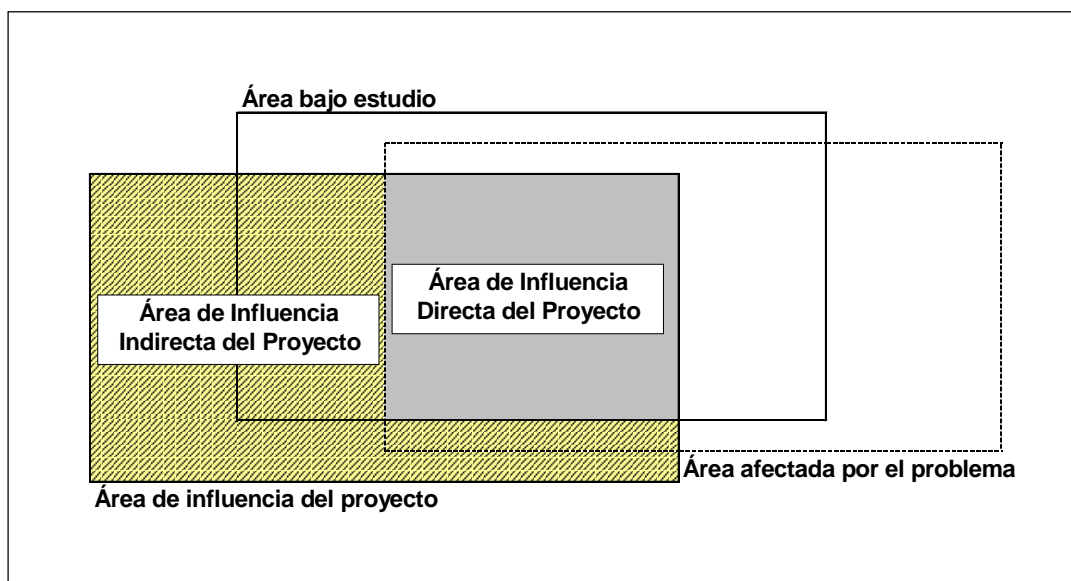 Área bajo estudio
Área de Influencia
Directa del Proyecto
Área de Influencia
Indirecta del Proyecto
Área afectada por el problema
Área de influencia del proyecto